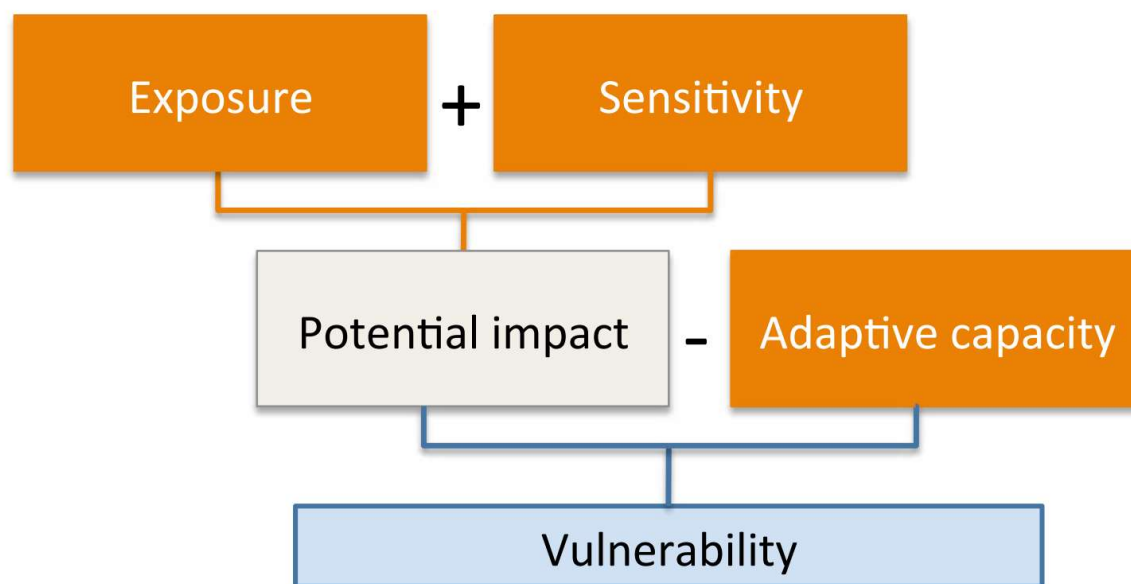 Exposure + Sensitivity
Potential impact - Adaptive capacity
Vulnerability